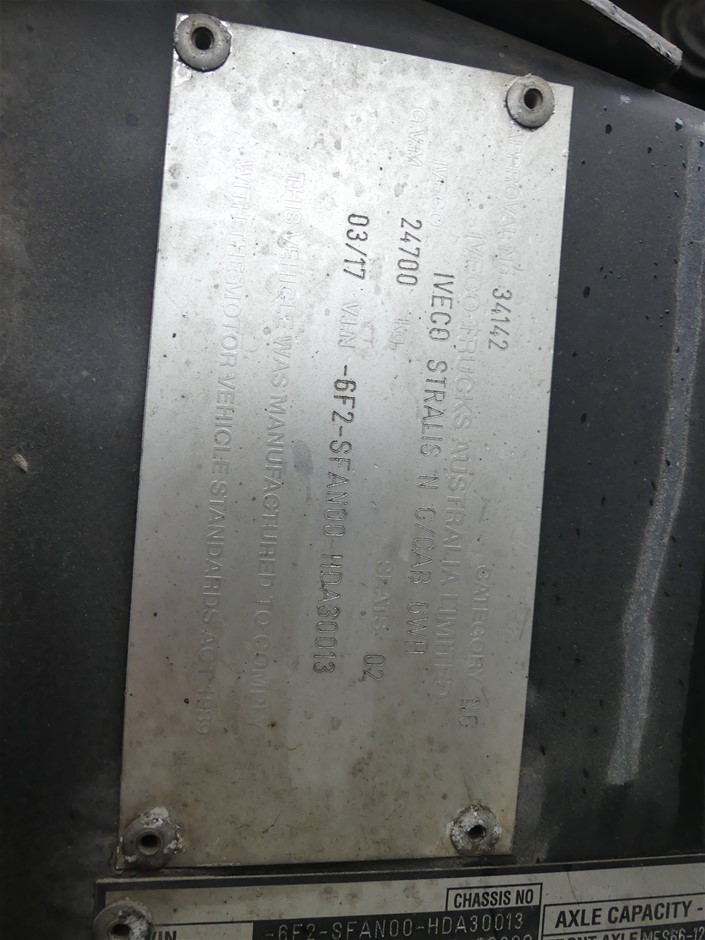 APPROVAL No 34142 CATEGORY NC
IVECO TRUCKS AUSTRALIA LIMITED
IVECO STRALIS 'N C/CAB 6WH
GVM 24700 KG SEATS 02
03/17 VIN -6F2-SFAN00-HDA30013
THIS VEHICLE WAS MANUFACTURED TO COMPLY
WITH THE MOTOR VEHICLE STANDARDS ACT 1989
CHASSIS NO
VIN -6F2-SFAN00-HDA30013
AXLE CAPACITY -